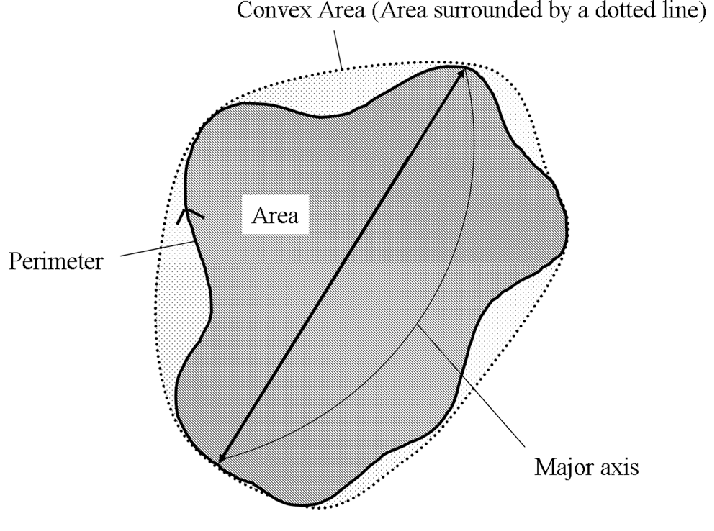 Convex Area (Area surrounded by a dotted line)
Area
Perimeter
Major axis